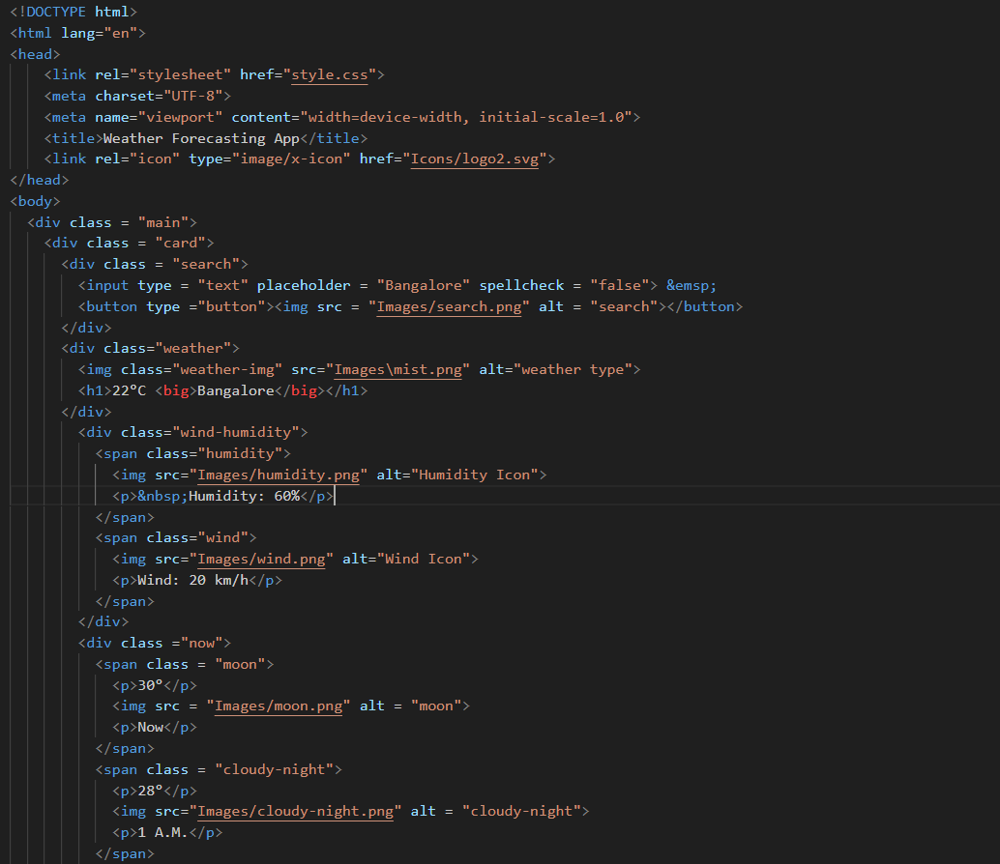 <!DOCTYPE html>
<html lang="en">
<head>
    <link rel="stylesheet" href="style.css">
    <meta charset="UTF-8">
    <meta name="viewport" content="width=device-width, initial-scale=1.0">
    <title>Weather Forecasting App</title>
    <link rel="icon" type="image/x-icon" href="Icons/logo2.svg">
</head>
<body>
  <div class = "main">
    <div class = "card">
      <div class = "search">
        <input type = "text" placeholder = "Bangalore" spellcheck = "false"> &emsp;
        <button type ="button"><img src = "Images/search.png" alt = "search"></button>
      </div>
      <div class="weather">
        <img class="weather-img" src="Images\mist.png" alt="weather type">
        <h1>22°C <big>Bangalore</big></h1>
      </div>
        <div class="wind-humidity">
          <span class="humidity">
            <img src="Images/humidity.png" alt="Humidity Icon">
            <p>&nbsp;Humidity: 60%</p>
          </span>
          <span class="wind">
            <img src="Images/wind.png" alt="Wind Icon">
            <p>Wind: 20 km/h</p>
          </span>
        </div>
        <div class ="now">
          <span class = "moon">
            <p>30°</p>
            <img src = "Images/moon.png" alt = "moon">
            <p>Now</p>
          </span>
          <span class = "cloudy-night">
            <p>28°</p>
            <img src="Images/cloudy-night.png" alt = "cloudy-night">
            <p>1 A.M.</p>
          </span>